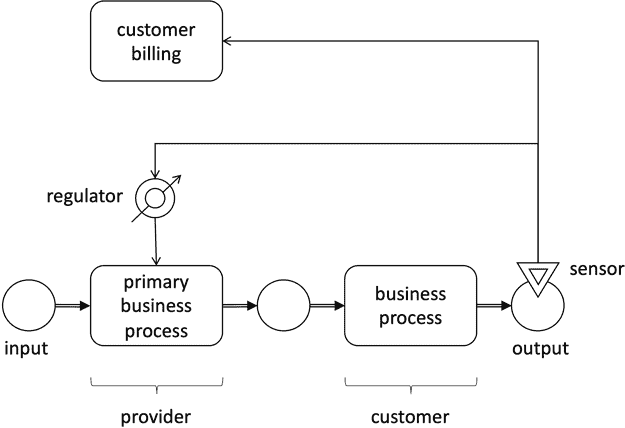 customer
billing
regulator
sensor
primary
business
process
business
process
input
output
provider
customer